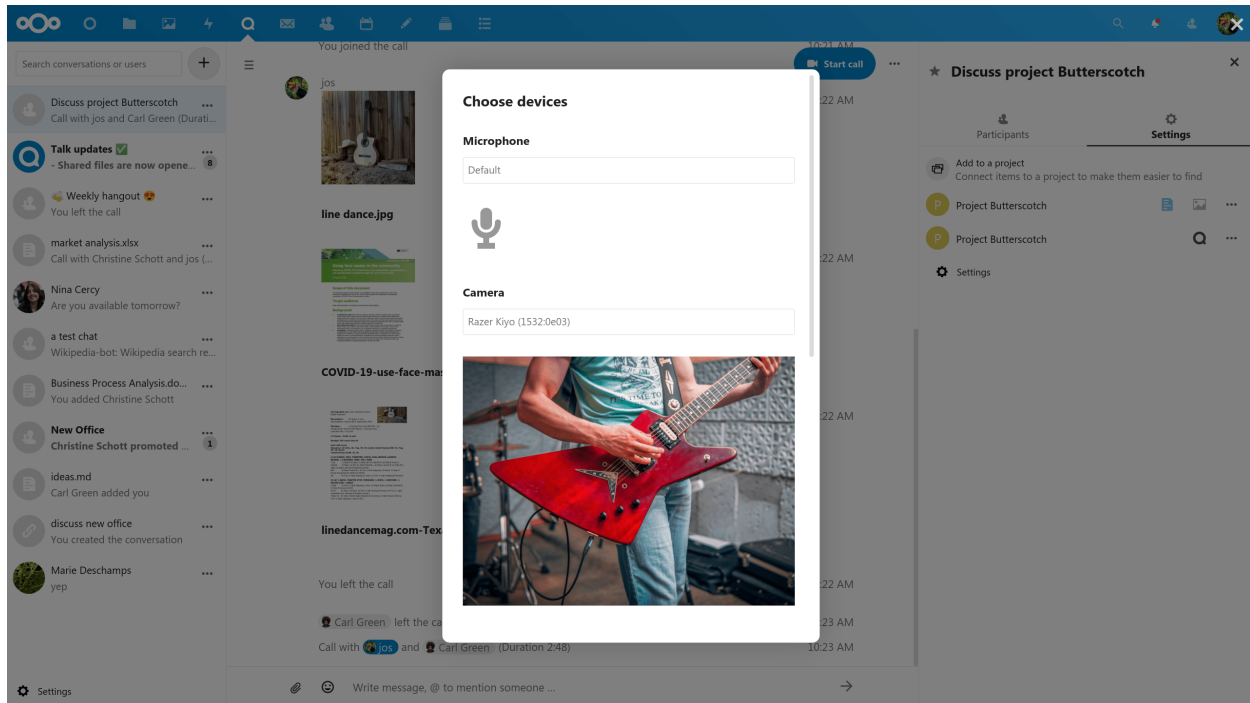 Search conversations or users
Discuss project Butterscotch
Call with jos and Carl Green (Durati...
Talk updates ✅
- Shared files are now opene...
8
👋 Weekly hangout 😍
You left the call
market analysis.xlsx
Call with Christine Schott and jos (...
Nina Cercy
Are you available tomorrow?
a test chat
Wikipedia-bot: Wikipedia search re...
Business Process Analysis.do...
You added Christine Schott
New Office
Christine Schott promoted ...
1
ideas.md
Carl Green added you
discuss new office
You created the conversation
Marie Deschamps
yep
Settings
You joined the call
10:21 AM
Start call
jos
:22 AM
line dance.jpg
:22 AM
COVID-19-use-face-mas
:22 AM
linedancemag.com-Tex
You left the call
:22 AM
Carl Green left the ca
:23 AM
Call with jos and Carl Green (Duration 2:48)
10:23 AM
Write message, @ to mention someone ...
Choose devices
Microphone
Default
Camera
Razer Kiyo (1532:0e03)
Discuss project Butterscotch
Participants
Settings
Add to a project
Connect items to a project to make them easier to find
P
Project Butterscotch
P
Project Butterscotch
Settings